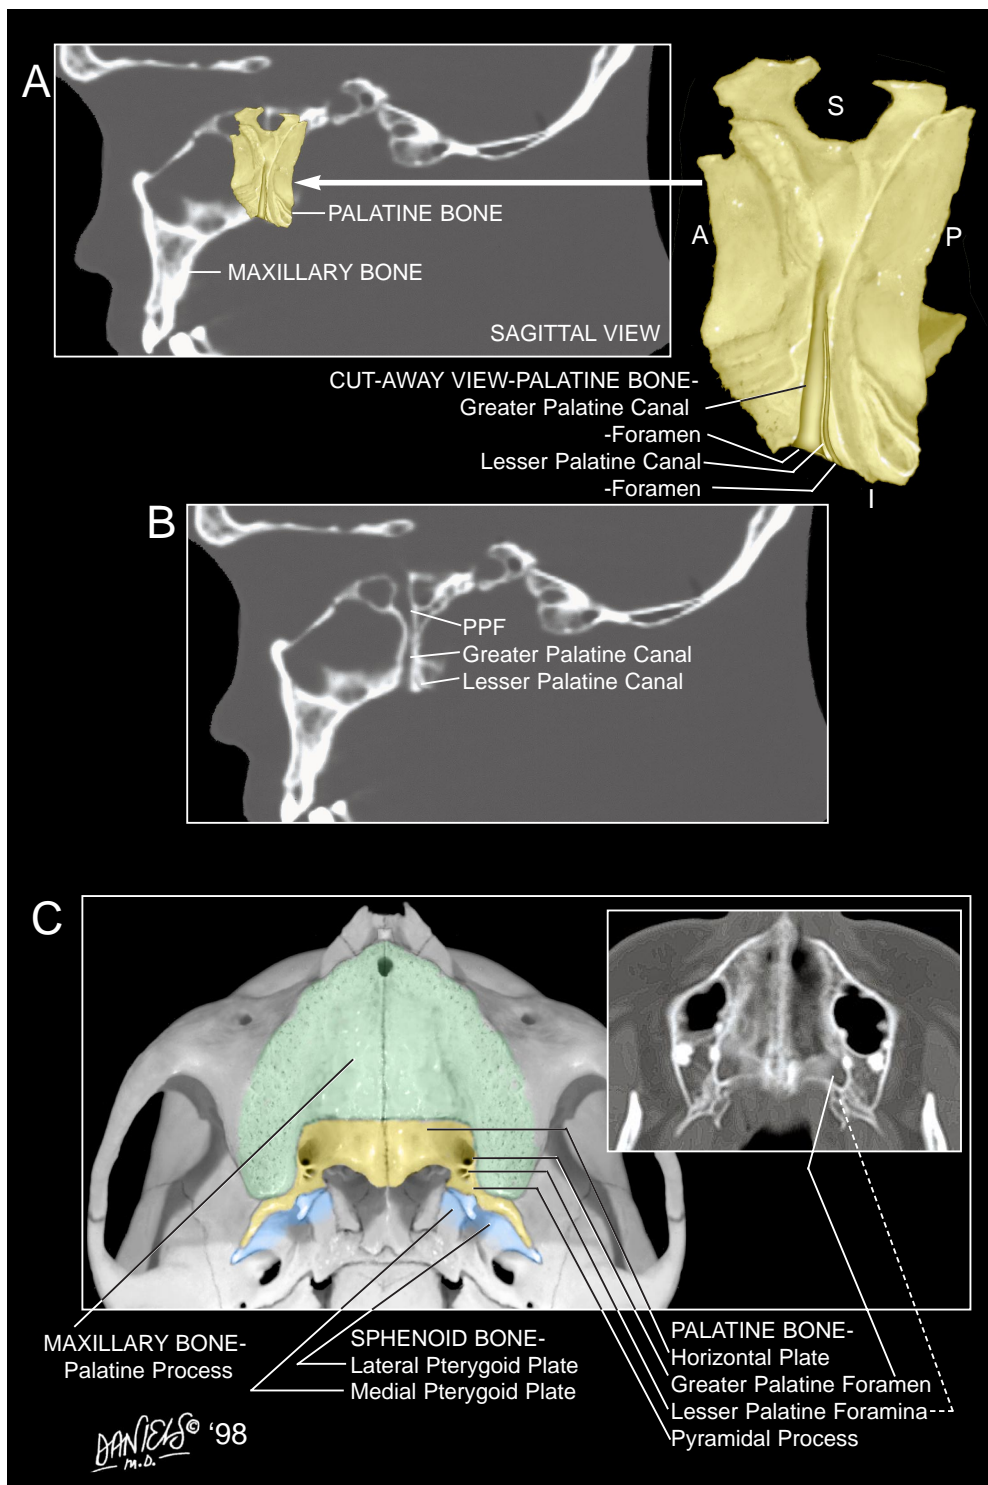 A
S
PALATINE BONE
A
P
MAXILLARY BONE
SAGITTAL VIEW
CUT-AWAY VIEW-PALATINE BONE-
Greater Palatine Canal
-Foramen
Lesser Palatine Canal
-Foramen
I
B
PPF
Greater Palatine Canal
Lesser Palatine Canal
C
MAXILLARY BONE-
Palatine Process
SPHENOID BONE-
Lateral Pterygoid Plate
Medial Pterygoid Plate
PALATINE BONE-
Horizontal Plate
Greater Palatine Foramen
Lesser Palatine Foramina
Pyramidal Process
DANIELS © '98
M.D.